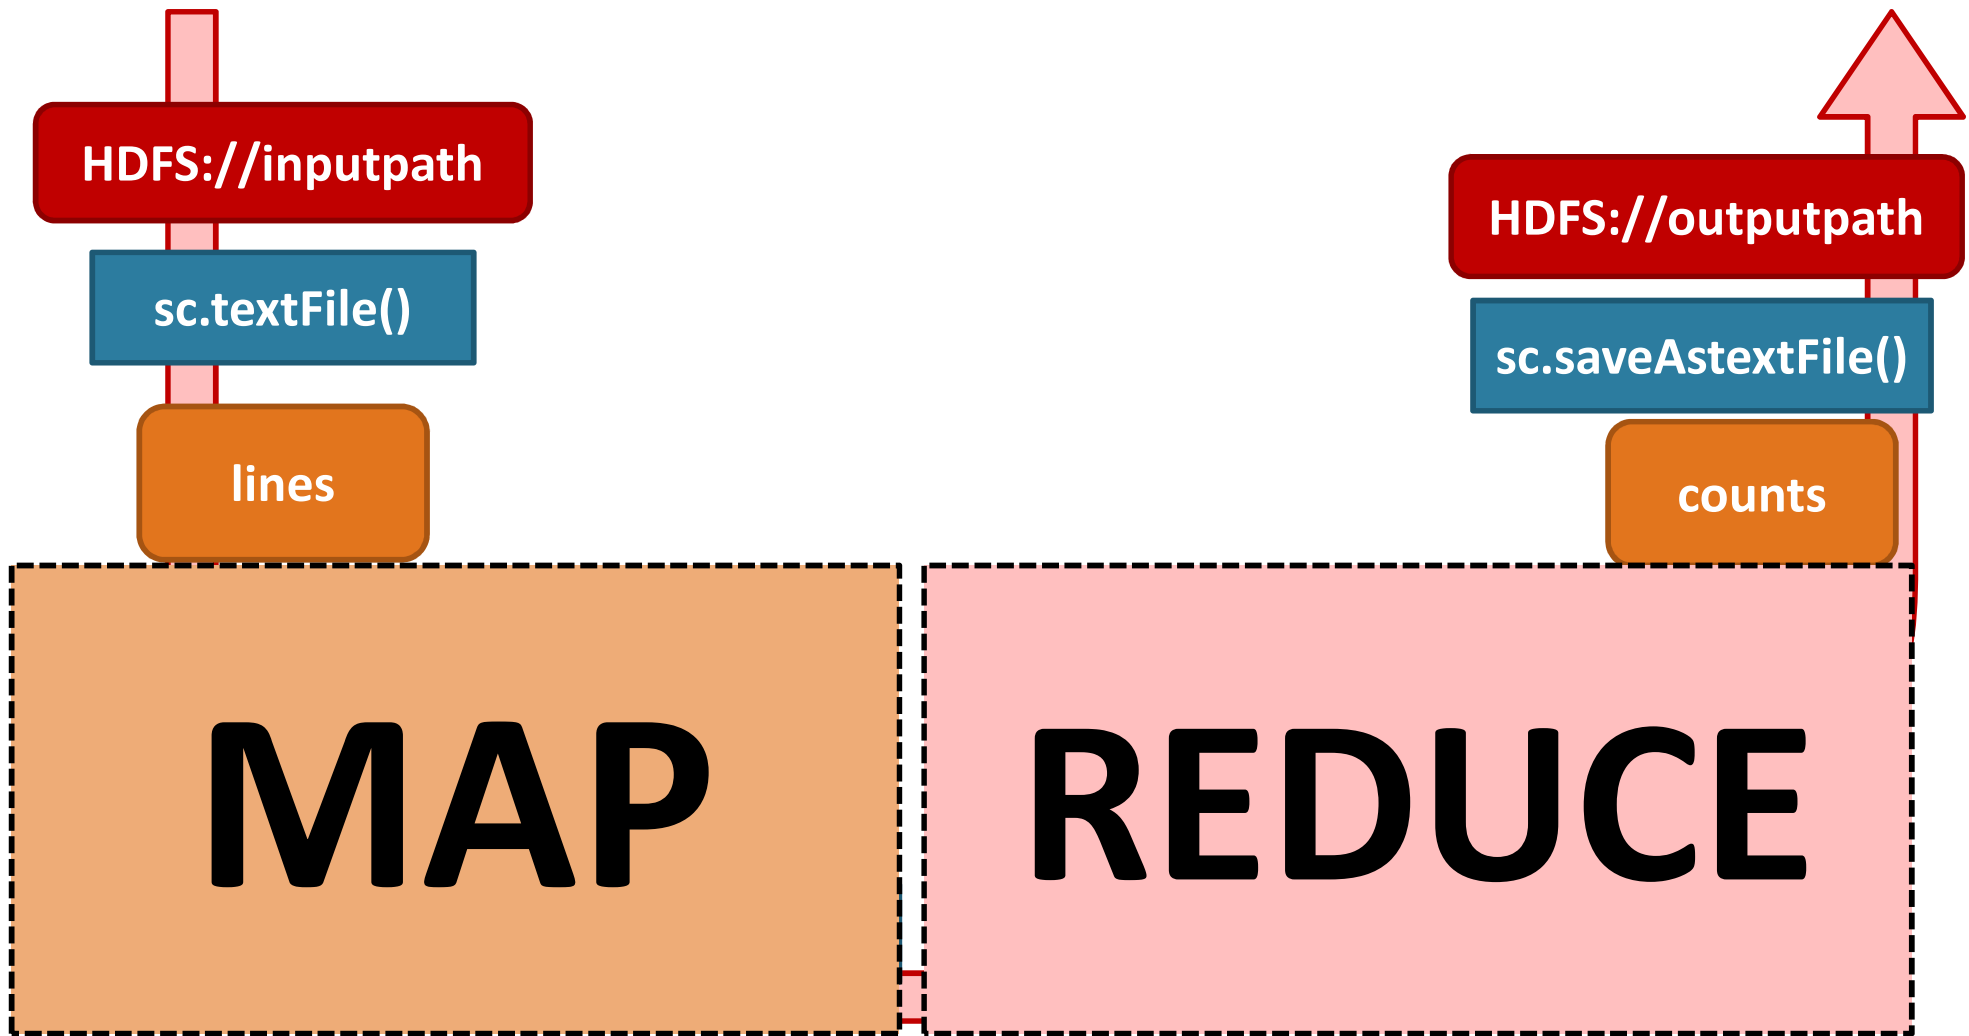 HDFS://inputpath
sc.textFile()
lines
MAP
REDUCE
counts
sc.saveAstextFile()
HDFS://outputpath